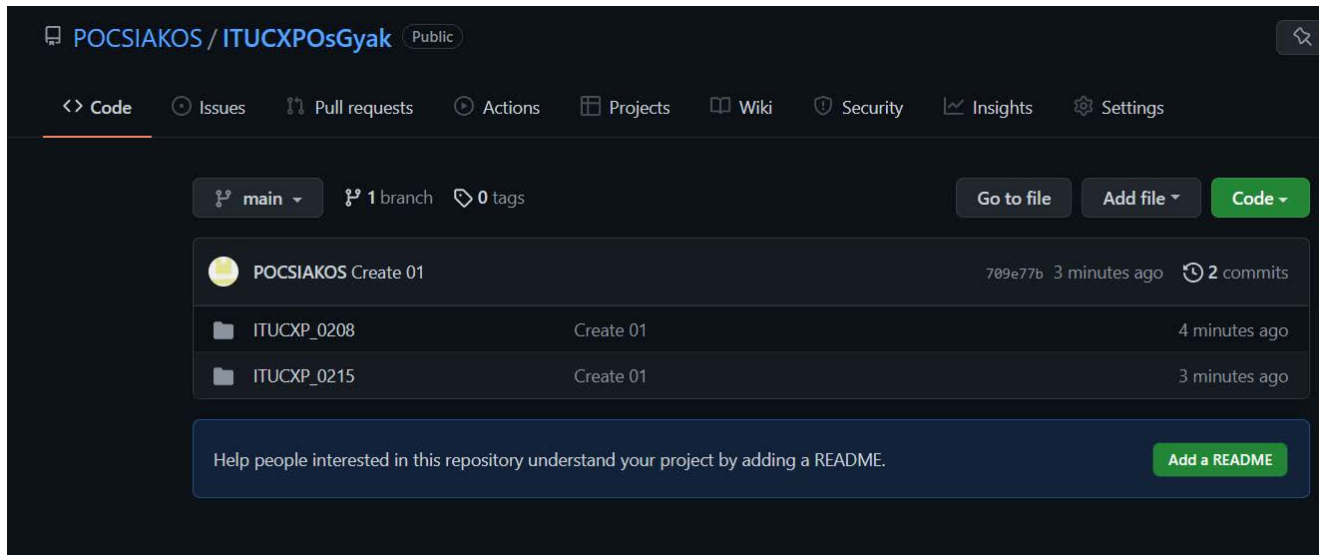 POCSIAKOS / ITUCXPOsGyak Public
Code Issues Pull requests Actions Projects Wiki Security Insights Settings
main 1 branch 0 tags Go to file Add file Code
POCSIAKOS Create 01 709e77b 3 minutes ago 2 commits
ITUCXP_0208 Create 01 4 minutes ago
ITUCXP_0215 Create 01 3 minutes ago
Help people interested in this repository understand your project by adding a README. Add a README